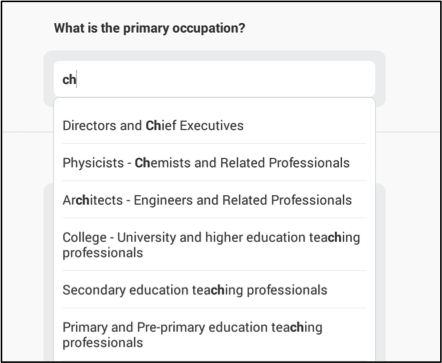 What is the primary occupation?
ch
Directors and Chief Executives
Physicists - Chemists and Related Professionals
Architects - Engineers and Related Professionals
College - University and higher education teaching
professionals
Secondary education teaching professionals
Primary and Pre-primary education teaching
professionals